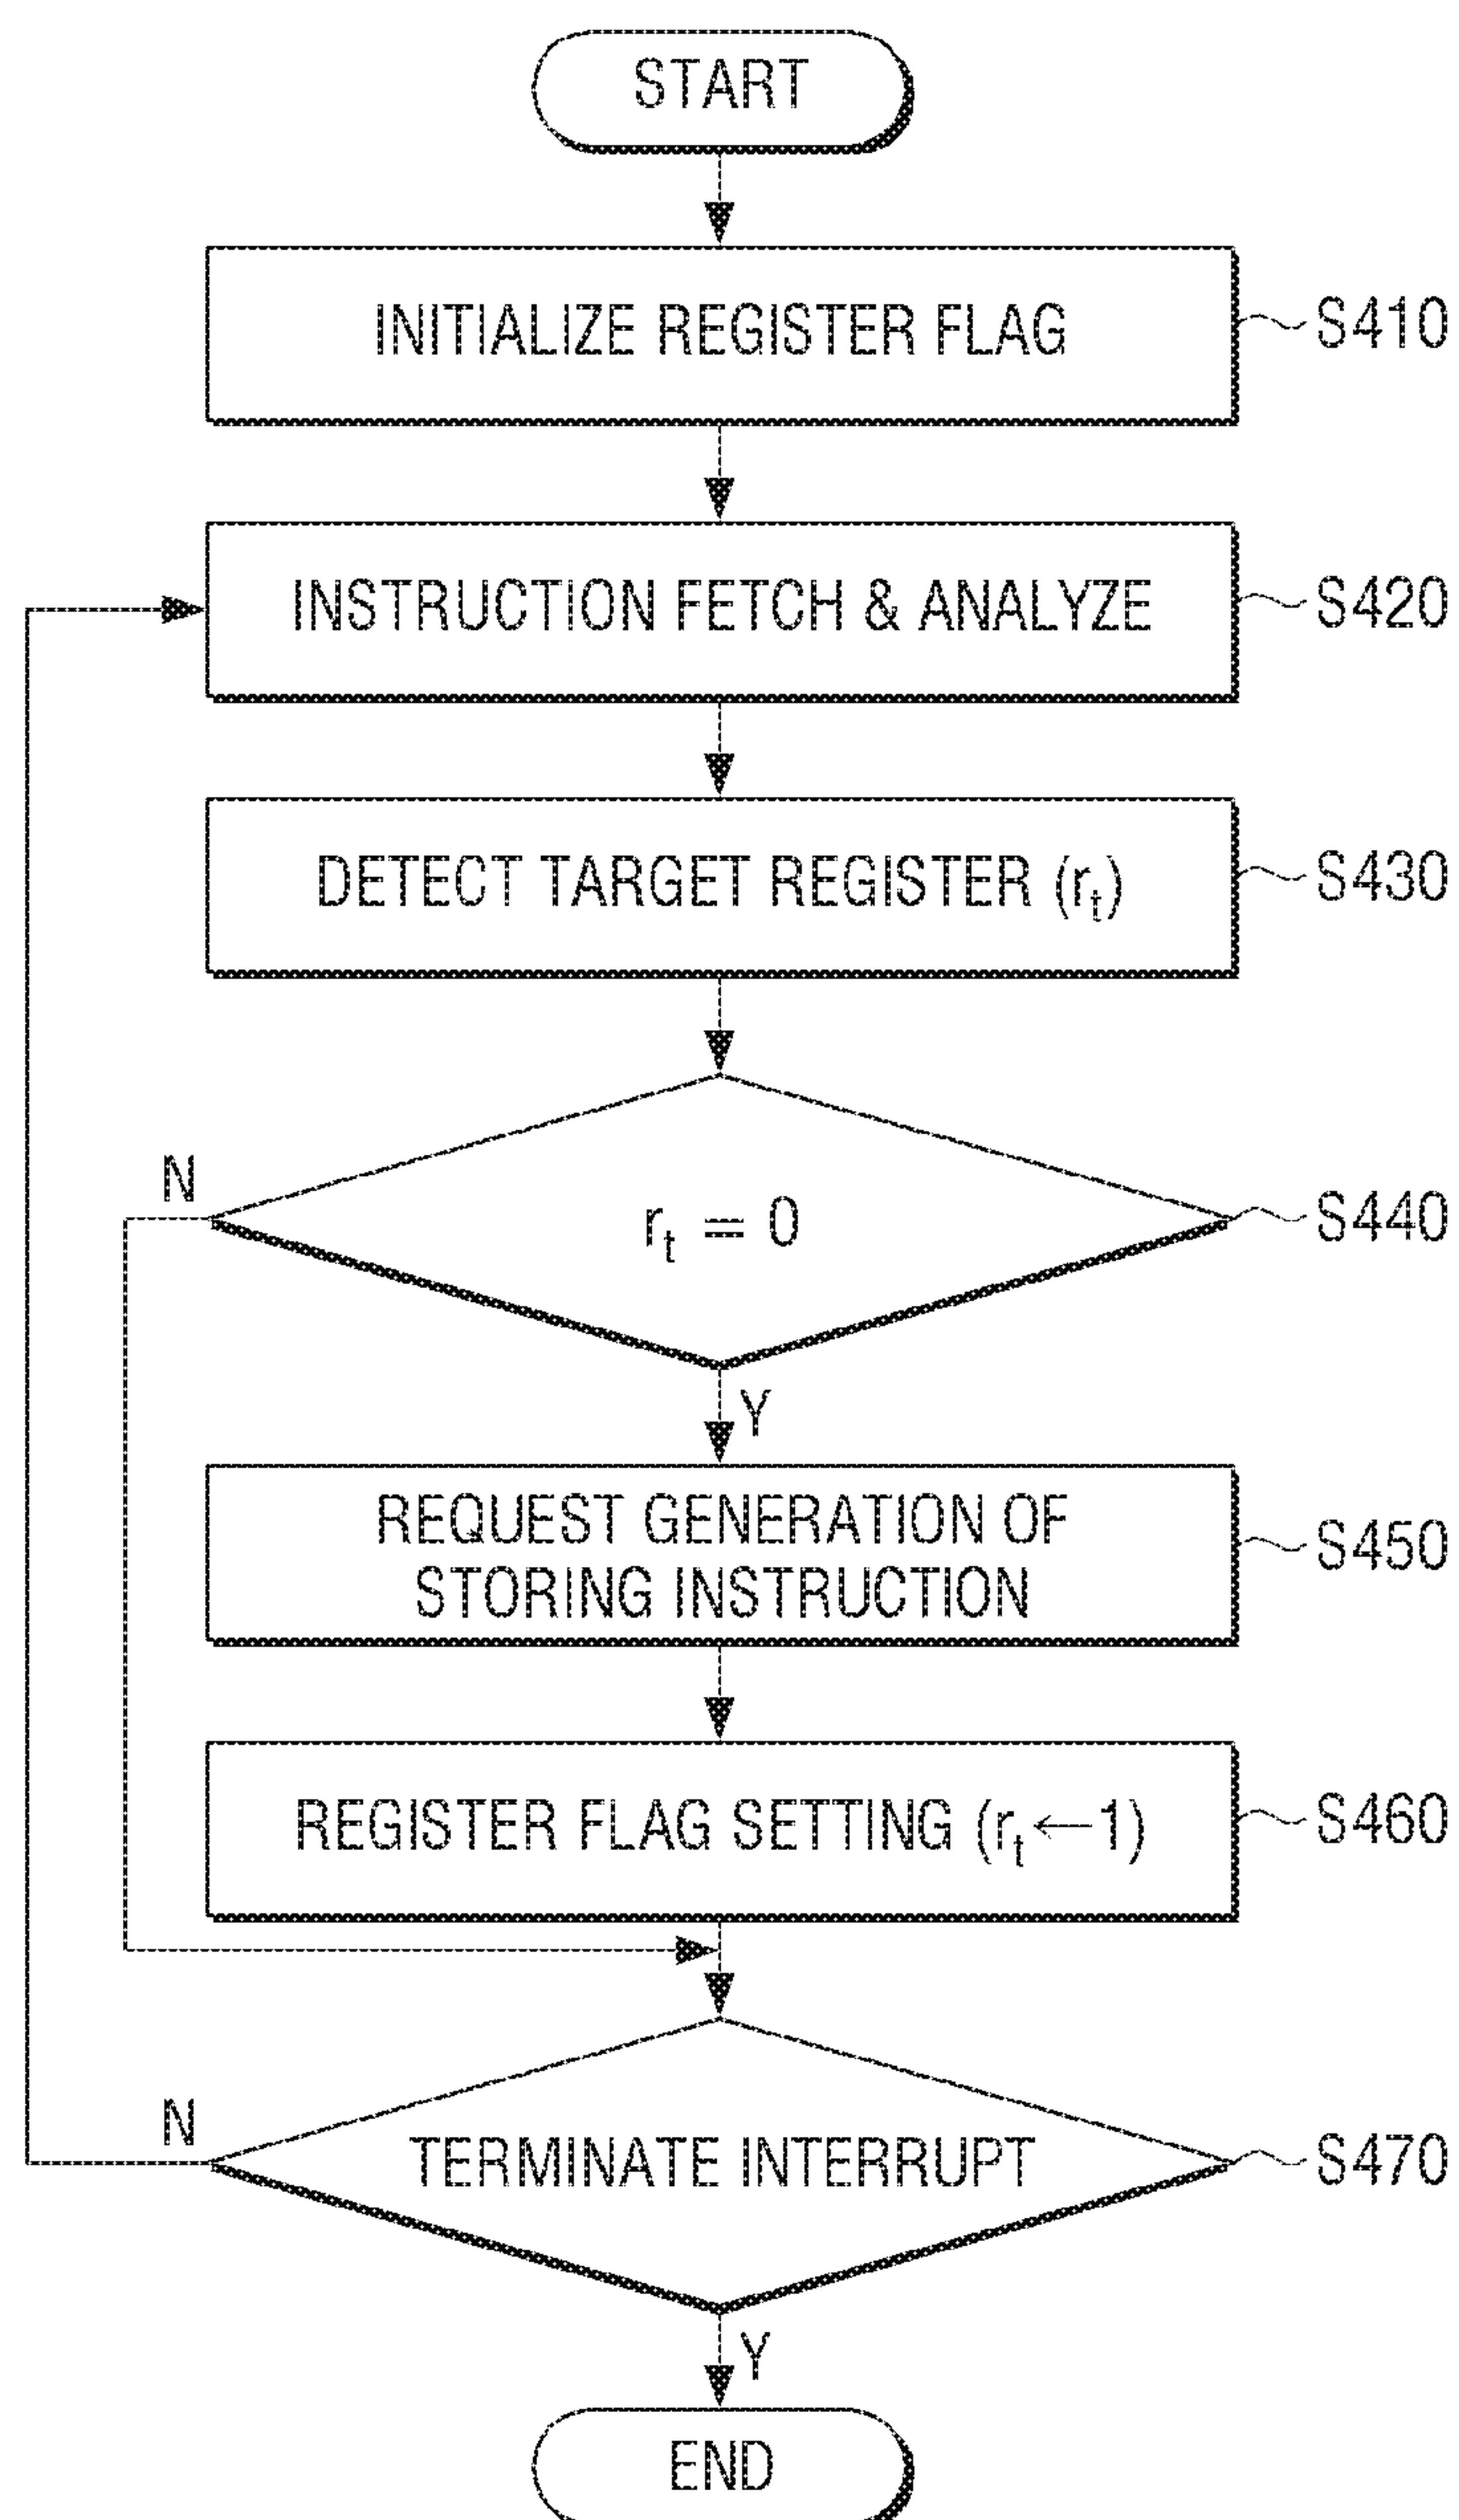 START
INITIALIZE REGISTER FLAG
S410
INSTRUCTION FETCH & ANALYZE
S420
DETECT TARGET REGISTER (rt)
S430
N
rt = 0
S440
Y
REQUEST GENERATION OF
STORING INSTRUCTION
S450
REGISTER FLAG SETTING (rt←1)
S460
N
TERMINATE INTERRUPT
S470
Y
END